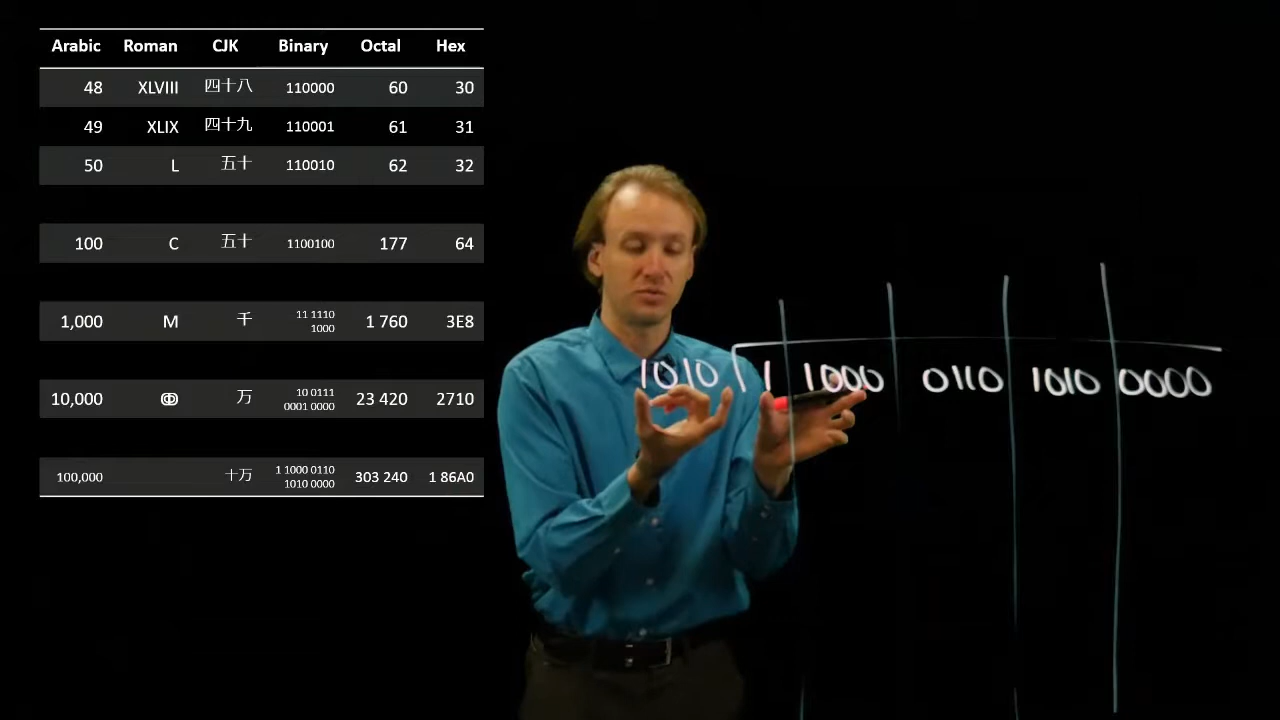 Arabic Roman CJK Binary Octal Hex
48 XLVIII 四十八 110000 60 30
49 XLIX 四十九 110001 61 31
50 L 五十 110010 62 32
100 C 五十 1100100 177 64
1,000 M 千 11 1110 1000 1 760 3E8
10,000 ↂ 万 10 0111 0001 0000 23 420 2710
100,000 十万 1 1000 0110 1010 0000 303 240 1 86A0
1010 1 1000 0110 1010 0000